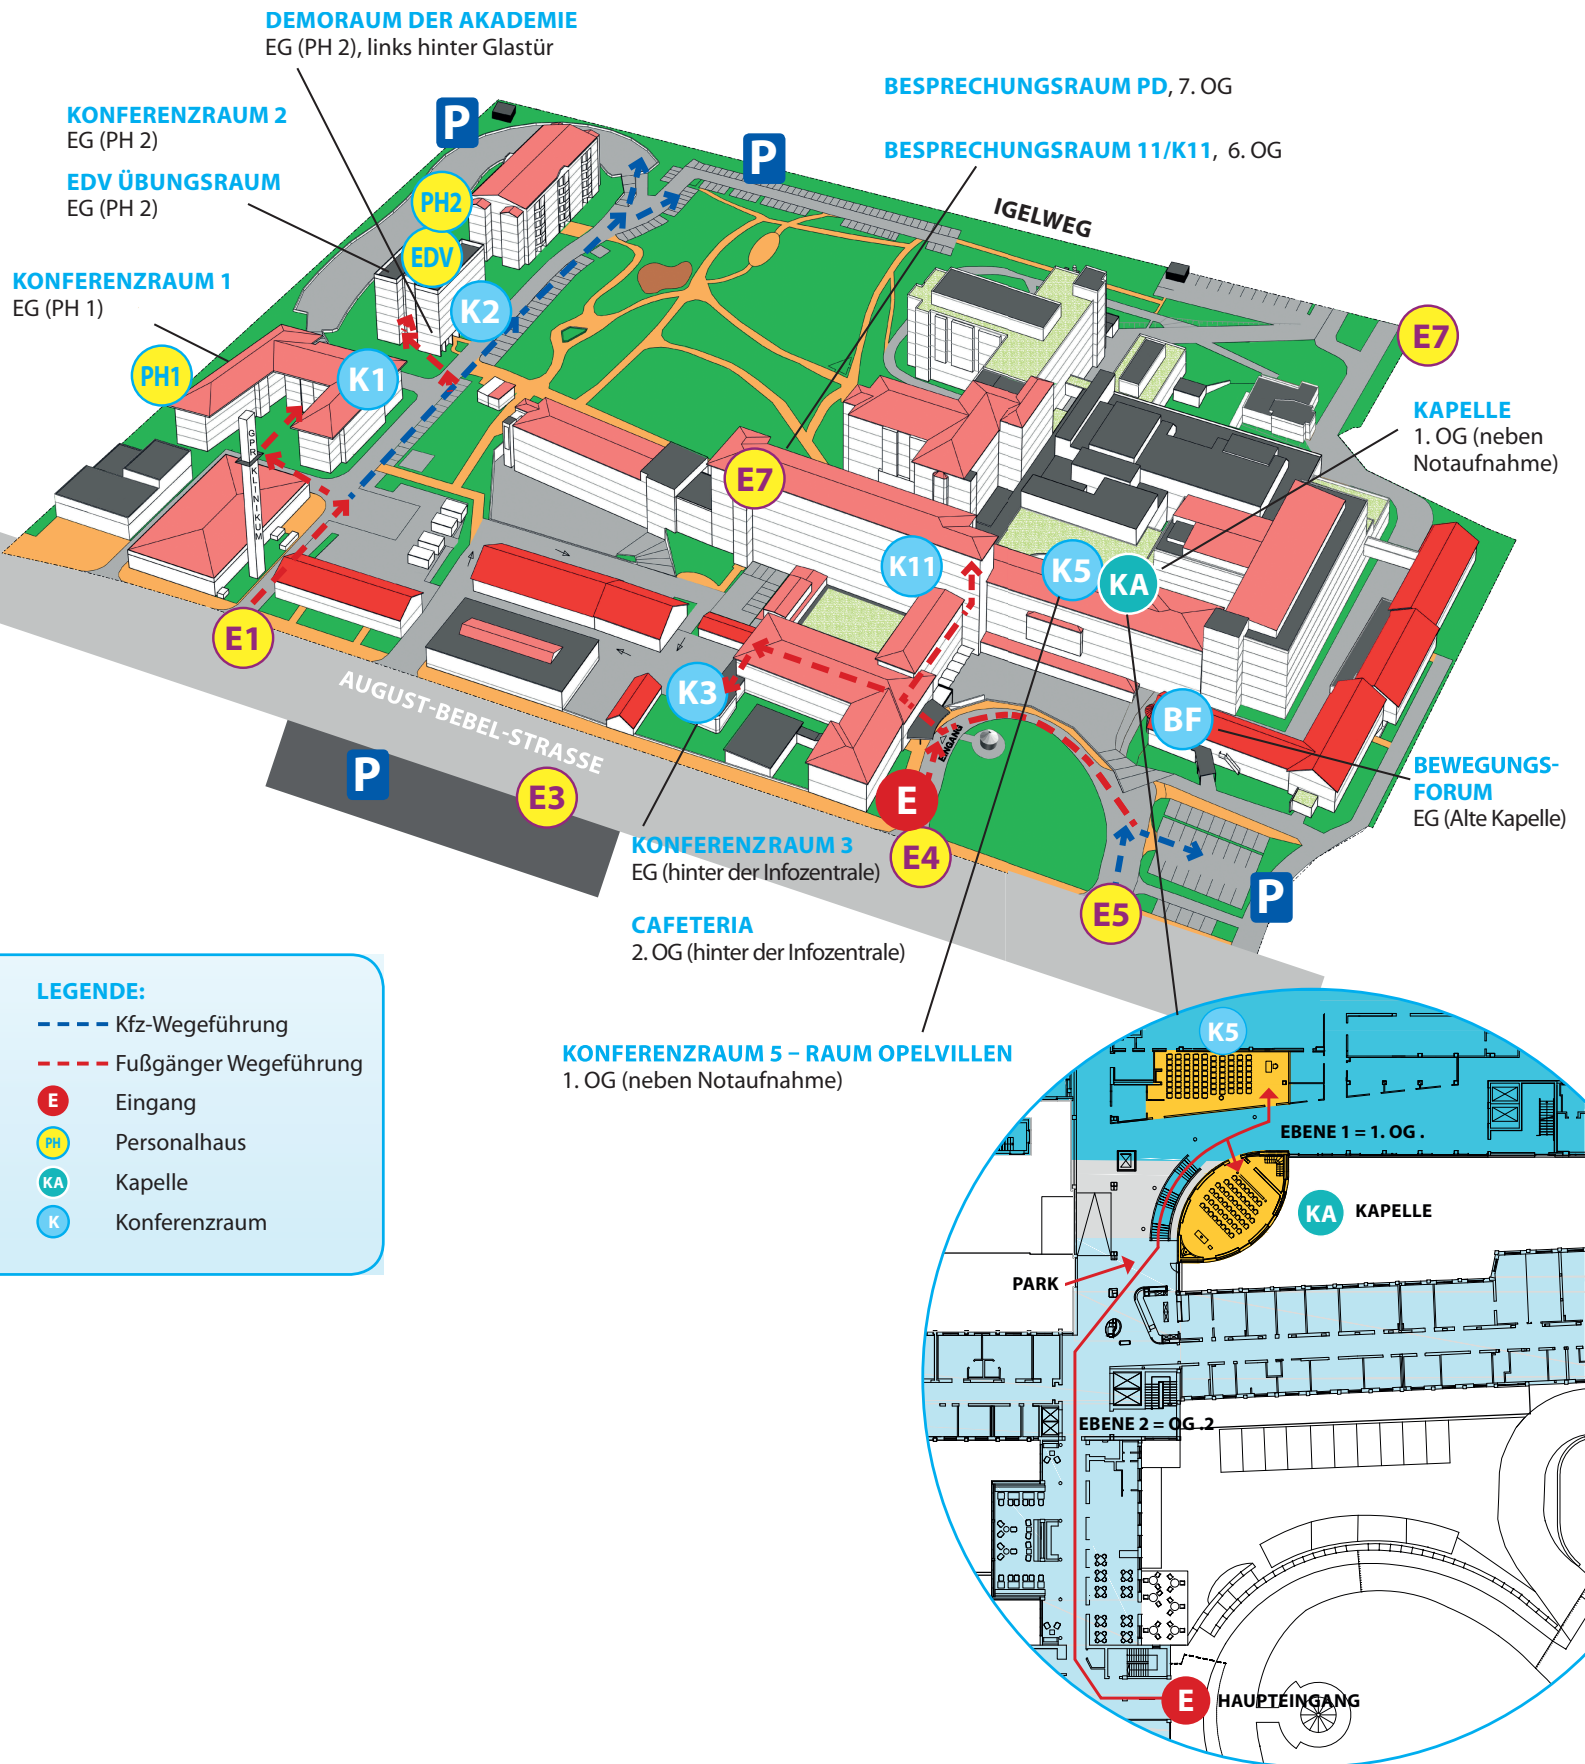 DEMORAUM DER AKADEMIE
EG (PH 2), links hinter Glastür
KONFERENZRAUM 2
EG (PH 2)
EDV ÜBUNGSRAUM
EG (PH 2)
KONFERENZRAUM 1
EG (PH 1)
BESPRECHUNGSRAUM PD, 7. OG
BESPRECHUNGSRAUM 11/K11, 6. OG
P
P
IGELWEG
PH2
EDV
K2
PH1
K1
GPR KLINIKUM
E7
E7
KAPELLE
1. OG (neben
Notaufnahme)
K11
K5
KA
E1
K3
BF
AUGUST-BEBEL-STRASSE
EINGANG
P
E3
E
E4
E5
P
BEWEGUNGS-
FORUM
EG (Alte Kapelle)
KONFERENZRAUM 3
EG (hinter der Infozentrale)
CAFETERIA
2. OG (hinter der Infozentrale)
KONFERENZRAUM 5 – RAUM OPELVILLEN
1. OG (neben Notaufnahme)
LEGENDE:
Kfz-Wegeführung
Fußgänger Wegeführung
E Eingang
PH Personalhaus
KA Kapelle
K Konferenzraum
K5
EBENE 1 = 1. OG .
KA KAPELLE
PARK
EBENE 2 = OG .2
E HAUPTEINGANG